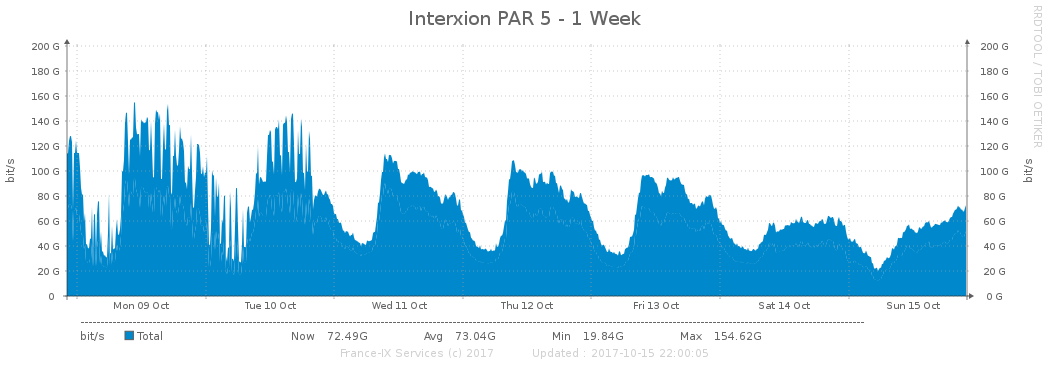 Interxion PAR 5 - 1 Week
RRDTOOL / TOBI OETIKER
200 G 200 G
180 G 180 G
160 G 160 G
140 G 140 G
120 G 120 G
100 G 100 G
80 G 80 G
60 G 60 G
40 G 40 G
20 G 20 G
0 0 G
bit/s bit/s
Mon 09 Oct Tue 10 Oct Wed 11 Oct Thu 12 Oct Fri 13 Oct Sat 14 Oct Sun 15 Oct
bit/s Total Now 72.49G Avg 73.04G Min 19.84G Max 154.62G
France-IX Services (c) 2017 Updated : 2017-10-15 22:00:05